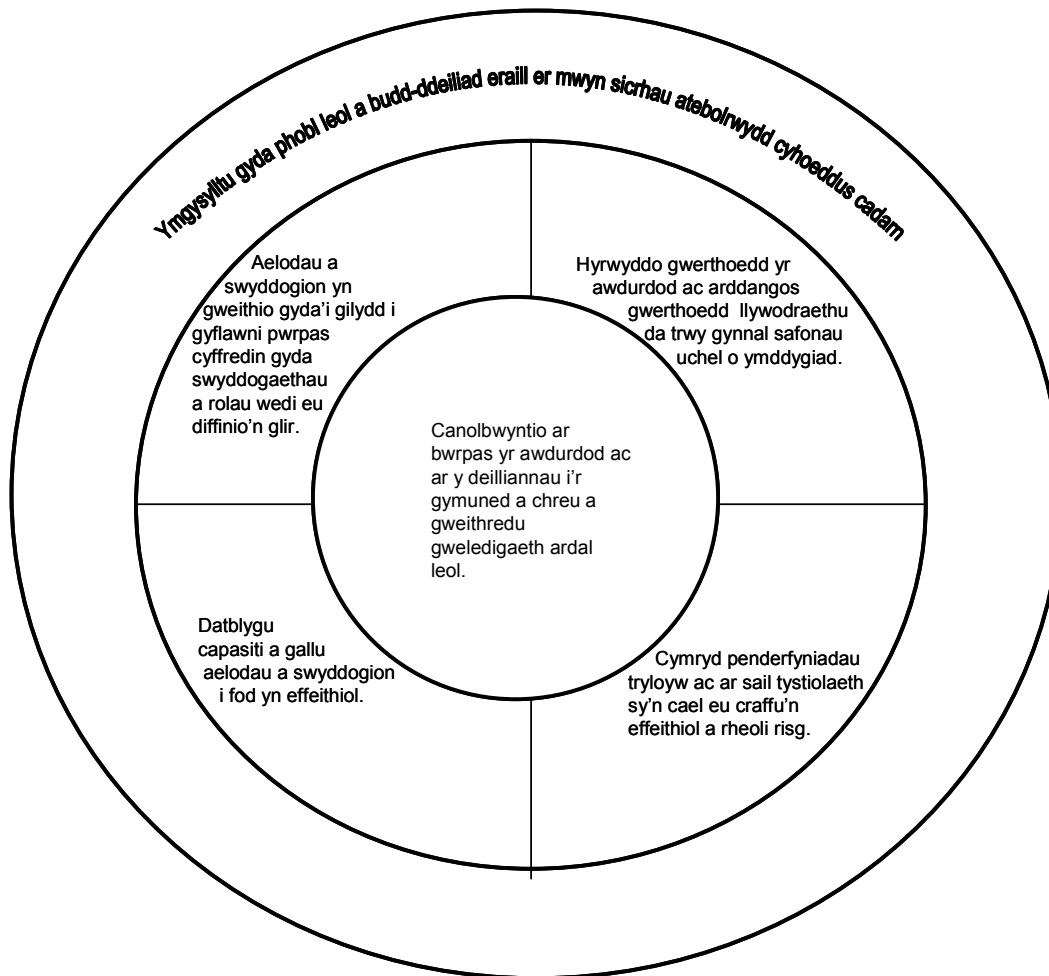 Ymgysylltu gyda phobl leol a budd-ddeiliad eraill er mwyn sicrhau atebolrwydd cyhoeddus cadarn
Aelodau a
swyddogion yn
gweithio gyda'i gilydd i
gyflawni pwrpas
cyffredin gyda
swyddogaethau
a rolau wedi eu
diffinio'n glir.
Hyrwyddo gwerthoedd yr
awdurdod ac arddangos
gwerthoedd llywodraethu
da trwy gynnal safonau
uchel o ymddygiad.
Canolbwyntio ar
bwrpas yr awdurdod ac
ar y deilliannau i'r
gymuned a chreu a
gweithredu
gweledigaeth ardal
leol.
Datblygu
capasiti a gallu
aelodau a swyddogion
i fod yn effeithiol.
Cymryd penderfyniadau
tryloyw ac ar sail tystiolaeth
sy'n cael eu craffu'n
effeithiol a rheoli risg.